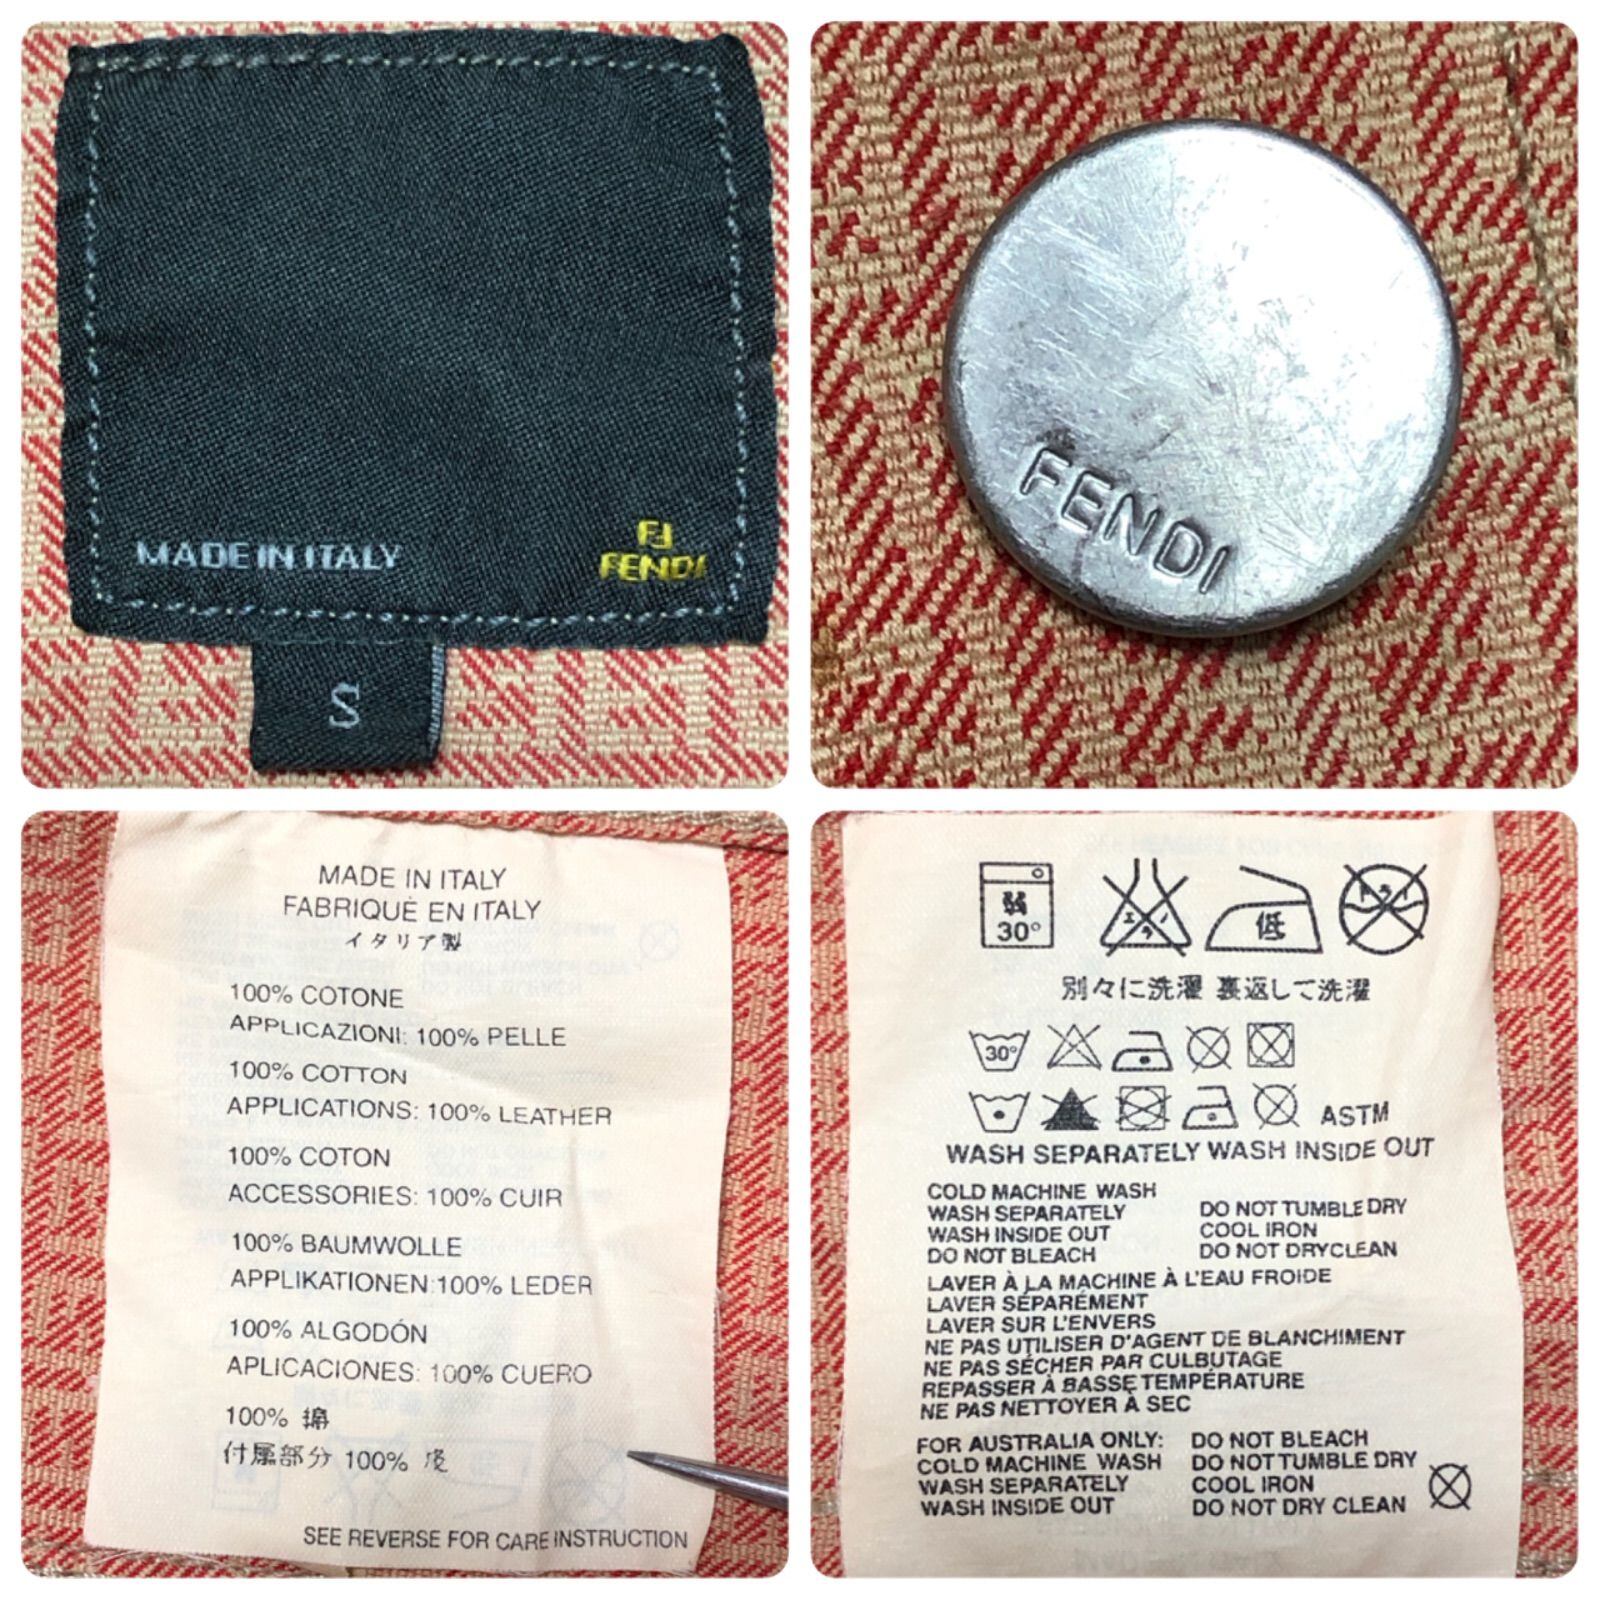 MADE IN ITALY
FENDI
S
FENDI
MADE IN ITALY
FABRIQUÉ EN ITALY
イタリア製
100% COTONE
APPLICAZIONI: 100% PELLE
100% COTTON
APPLICATIONS: 100% LEATHER
100% COTON
ACCESSORIES: 100% CUIR
100% BAUMWOLLE
APPLIKATIONEN:100% LEDER
100% ALGODÓN
APLICACIONES: 100% CUERO
100% 綿
付属部分 100% 皮
SEE REVERSE FOR CARE INSTRUCTION
弱
30°
エンソ
低
ドライ
別々に洗濯 裏返して洗濯
30°
ASTM
WASH SEPARATELY WASH INSIDE OUT
COLD MACHINE WASH
WASH SEPARATELY DO NOT TUMBLE DRY
WASH INSIDE OUT COOL IRON
DO NOT BLEACH DO NOT DRYCLEAN
LAVER À LA MACHINE À L'EAU FROIDE
LAVER SÉPARÉMENT
LAVER SUR L'ENVERS
NE PAS UTILISER D'AGENT DE BLANCHIMENT
NE PAS SÉCHER PAR CULBUTAGE
REPASSER À BASSE TEMPÉRATURE
NE PAS NETTOYER À SEC
FOR AUSTRALIA ONLY: DO NOT BLEACH
COLD MACHINE WASH DO NOT TUMBLE DRY
WASH SEPARATELY COOL IRON
WASH INSIDE OUT DO NOT DRY CLEAN